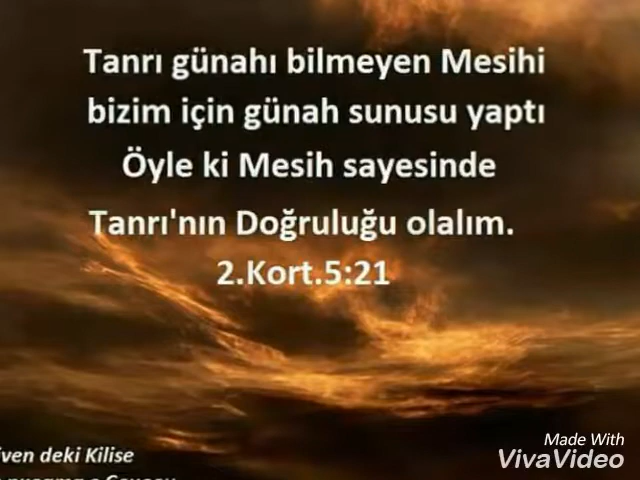 Tanrı günahı bilmeyen Mesihi
bizim için günah sunusu yaptı
Öyle ki Mesih sayesinde
Tanrı'nın Doğruluğu olalım.
2.Kort.5:21
deki Kilise
Made With
VivaVideo